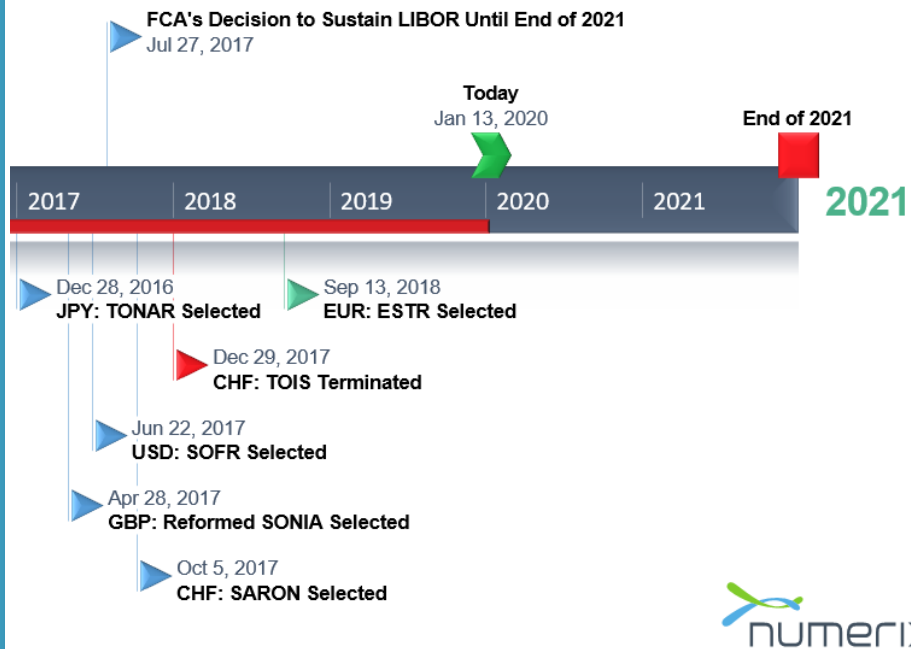 FCA's Decision to Sustain LIBOR Until End of 2021
Jul 27, 2017
Today
Jan 13, 2020
End of 2021
2017
2018
2019
2020
2021
2021
Dec 28, 2016
JPY: TONAR Selected
Sep 13, 2018
EUR: ESTR Selected
Dec 29, 2017
CHF: TOIS Terminated
Jun 22, 2017
USD: SOFR Selected
Apr 28, 2017
GBP: Reformed SONIA Selected
Oct 5, 2017
CHF: SARON Selected
numerix